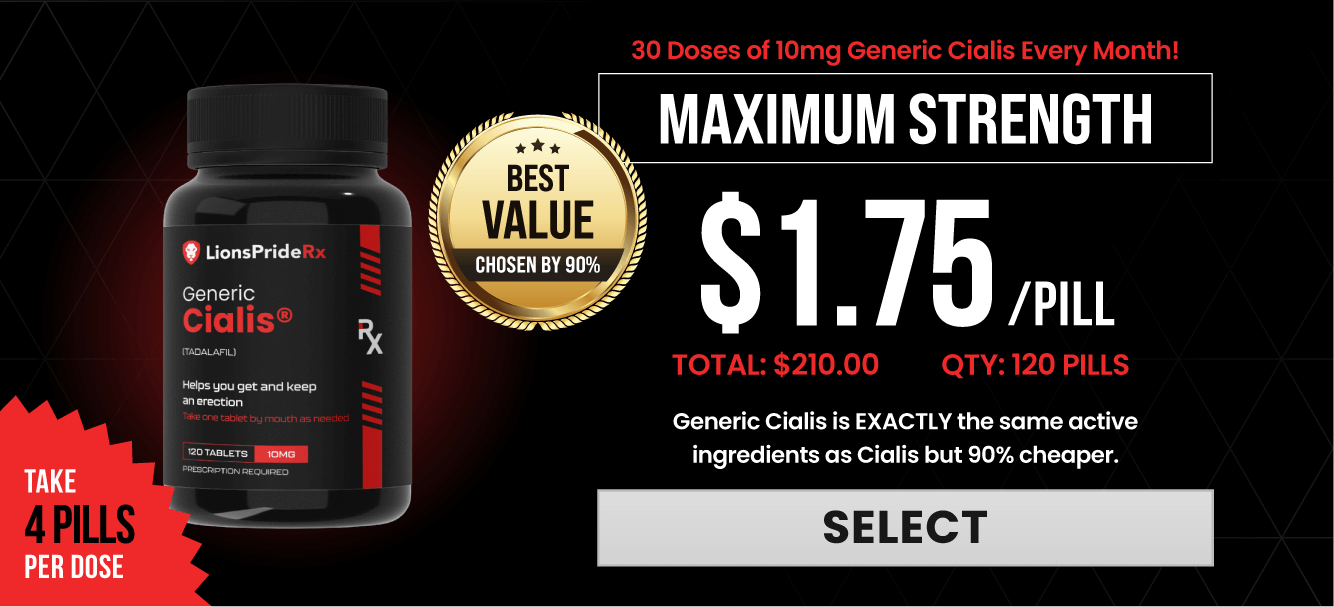 30 Doses of 10mg Generic Cialis Every Month!
MAXIMUM STRENGTH
BEST
VALUE
CHOSEN BY 90%
$1.75 /PILL
TOTAL: $210.00 QTY: 120 PILLS
Generic Cialis is EXACTLY the same active
ingredients as Cialis but 90% cheaper.
SELECT
LionsPrideRx
Generic
Cialis®
(TADALAFIL)
Rx
Helps you get and keep
an erection
Take one tablet by mouth as needed
120 TABLETS 10MG
PRESCRIPTION REQUIRED
TAKE
4 PILLS
PER DOSE